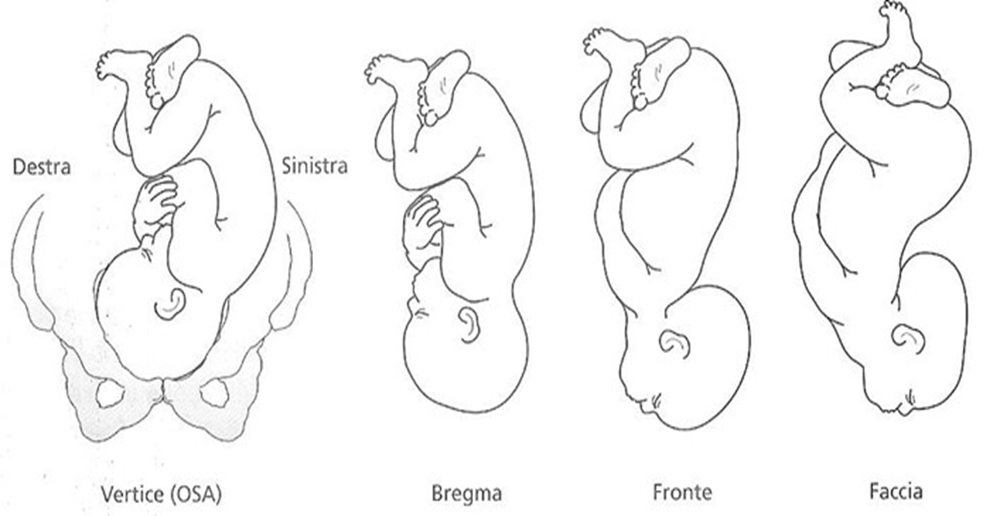 Destra
Sinistra
Vertice (OSA)
Bregma
Fronte
Faccia